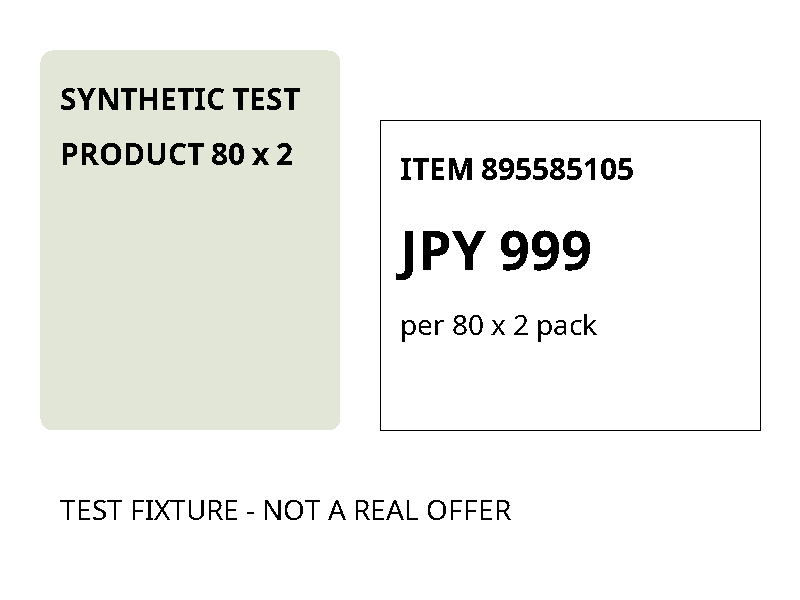 SYNTHETIC TEST
PRODUCT 80 x 2
ITEM 895585105
JPY 999
per 80 x 2 pack
TEST FIXTURE - NOT A REAL OFFER